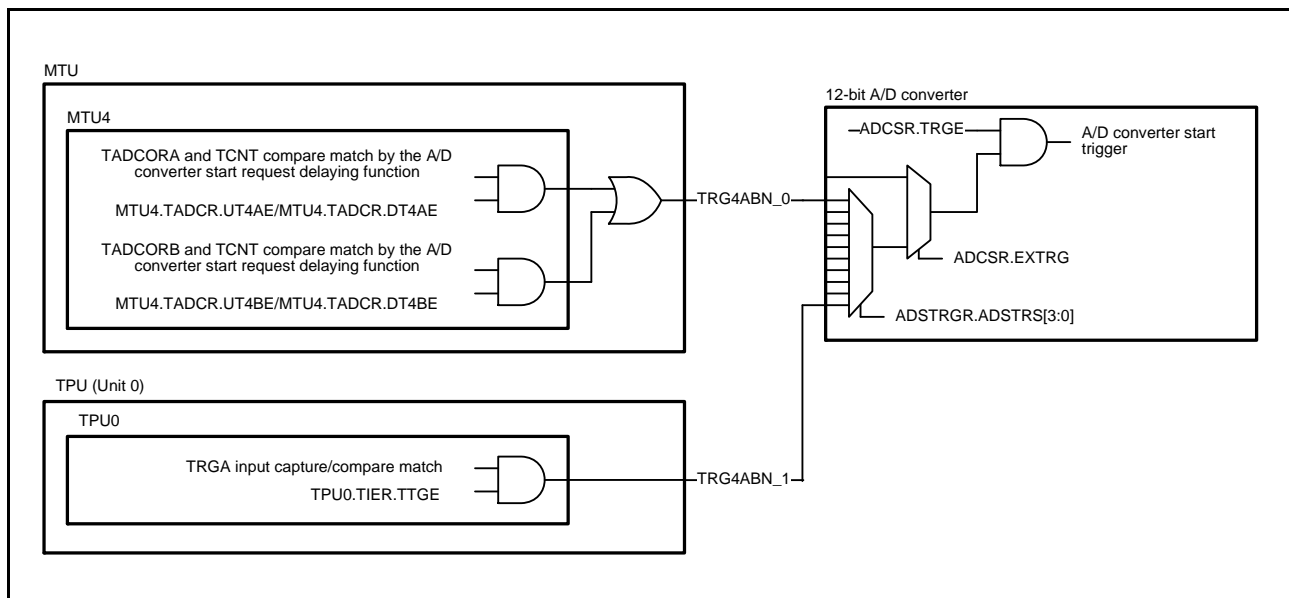 MTU
MTU4
TADCORA and TCNT compare match by the A/D
converter start request delaying function
MTU4.TADCR.UT4AE/MTU4.TADCR.DT4AE
TADCORB and TCNT compare match by the A/D
converter start request delaying function
MTU4.TADCR.UT4BE/MTU4.TADCR.DT4BE
TRG4ABN_0
12-bit A/D converter
ADCSR.TRGE
A/D converter start
trigger
ADCSR.EXTRG
ADSTRGR.ADSTRS[3:0]
TPU (Unit 0)
TPU0
TRGA input capture/compare match
TPU0.TIER.TTGE
TRG4ABN_1